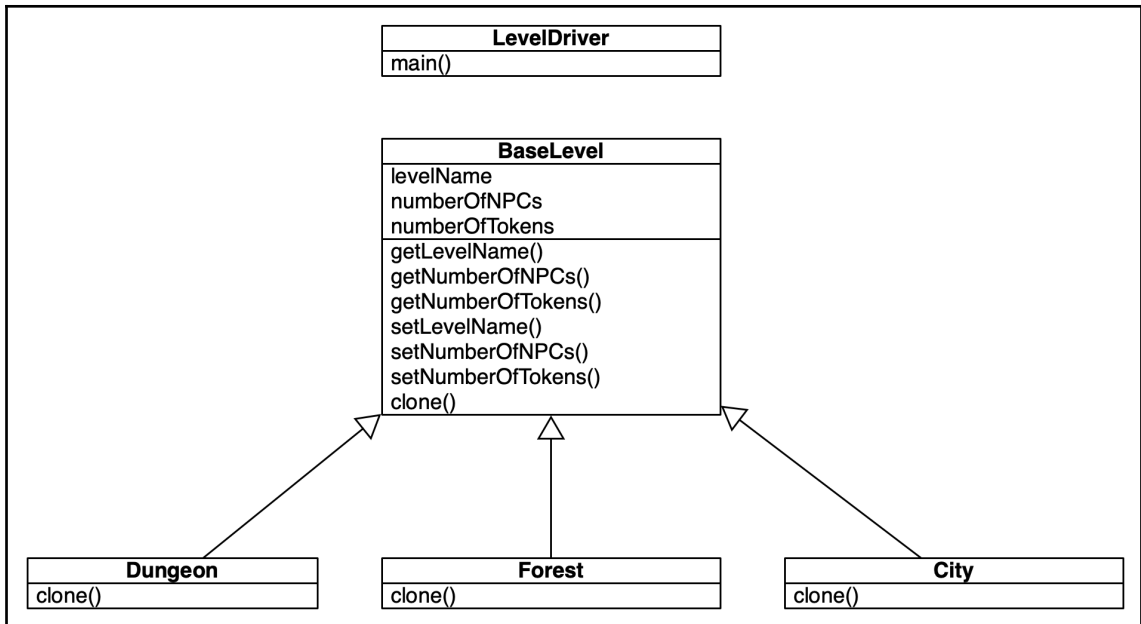 LevelDriver
main()
BaseLevel
levelName
numberOfNPCs
numberOfTokens
getLevelName()
getNumberOfNPCs()
getNumberOfTokens()
setLevelName()
setNumberOfNPCs()
setNumberOfTokens()
clone()
Dungeon
clone()
Forest
clone()
City
clone()